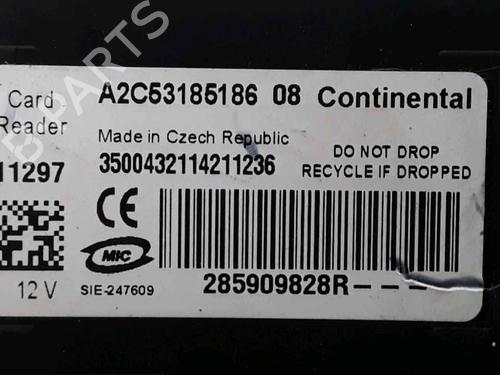 Card
Reader
11297
A2C53185186 08 Continental
Made in Czech Republic
3500432114211236
DO NOT DROP
RECYCLE IF DROPPED
CE
MIC
12 V
SIE-247609
285909828R---
B PARTS